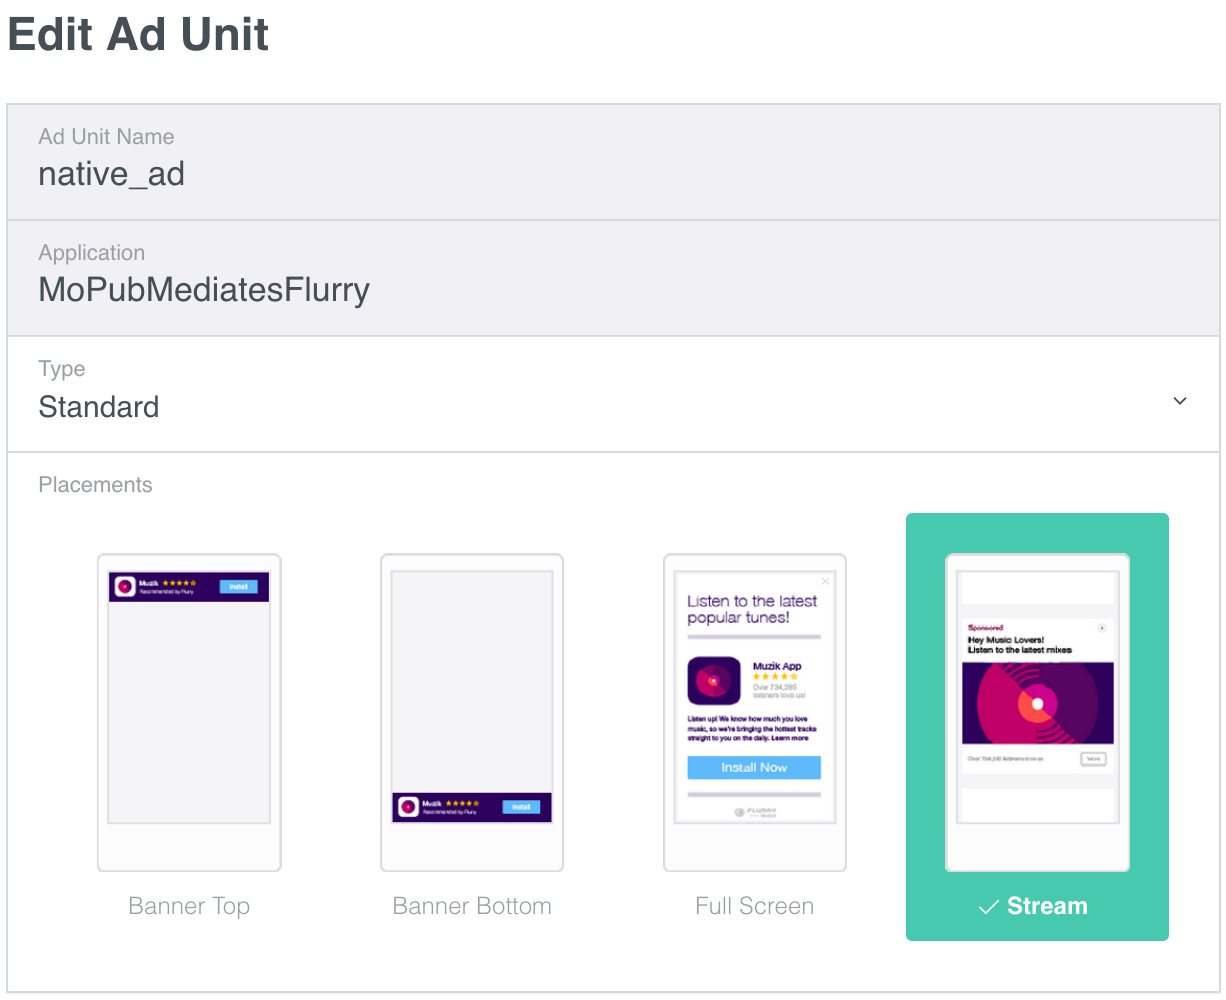 Edit Ad Unit
Ad Unit Name
native_ad
Application
MoPubMediatesFlurry
Type
Standard
Placements
Muzik
Recommended by Flurry
Install
Banner Top
Muzik
Recommended by Flurry
Install
Banner Bottom
Listen to the latest
popular tunes!
Muzik App
Over 734,285
listeners love us!
Listen up! We know how much you love
music, so we're bringing the hottest tracks
straight to you on the daily. Learn more
Install Now
FLURRY
Full Screen
Sponsored
Hey Music Lovers!
Listen to the latest mixes
Over 734,285 listeners love us
More
Stream